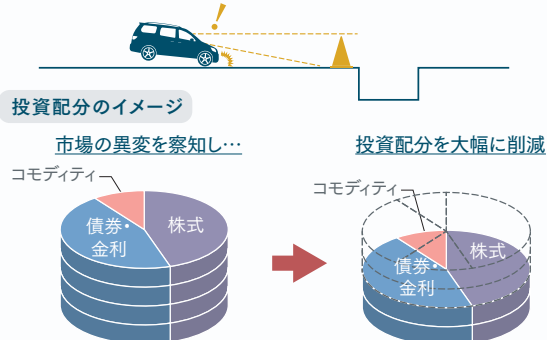 投資配分のイメージ
市場の異変を察知し…
投資配分を大幅に削減
コモディティ
債券・
金利
株式
コモディティ
債券・
金利
株式